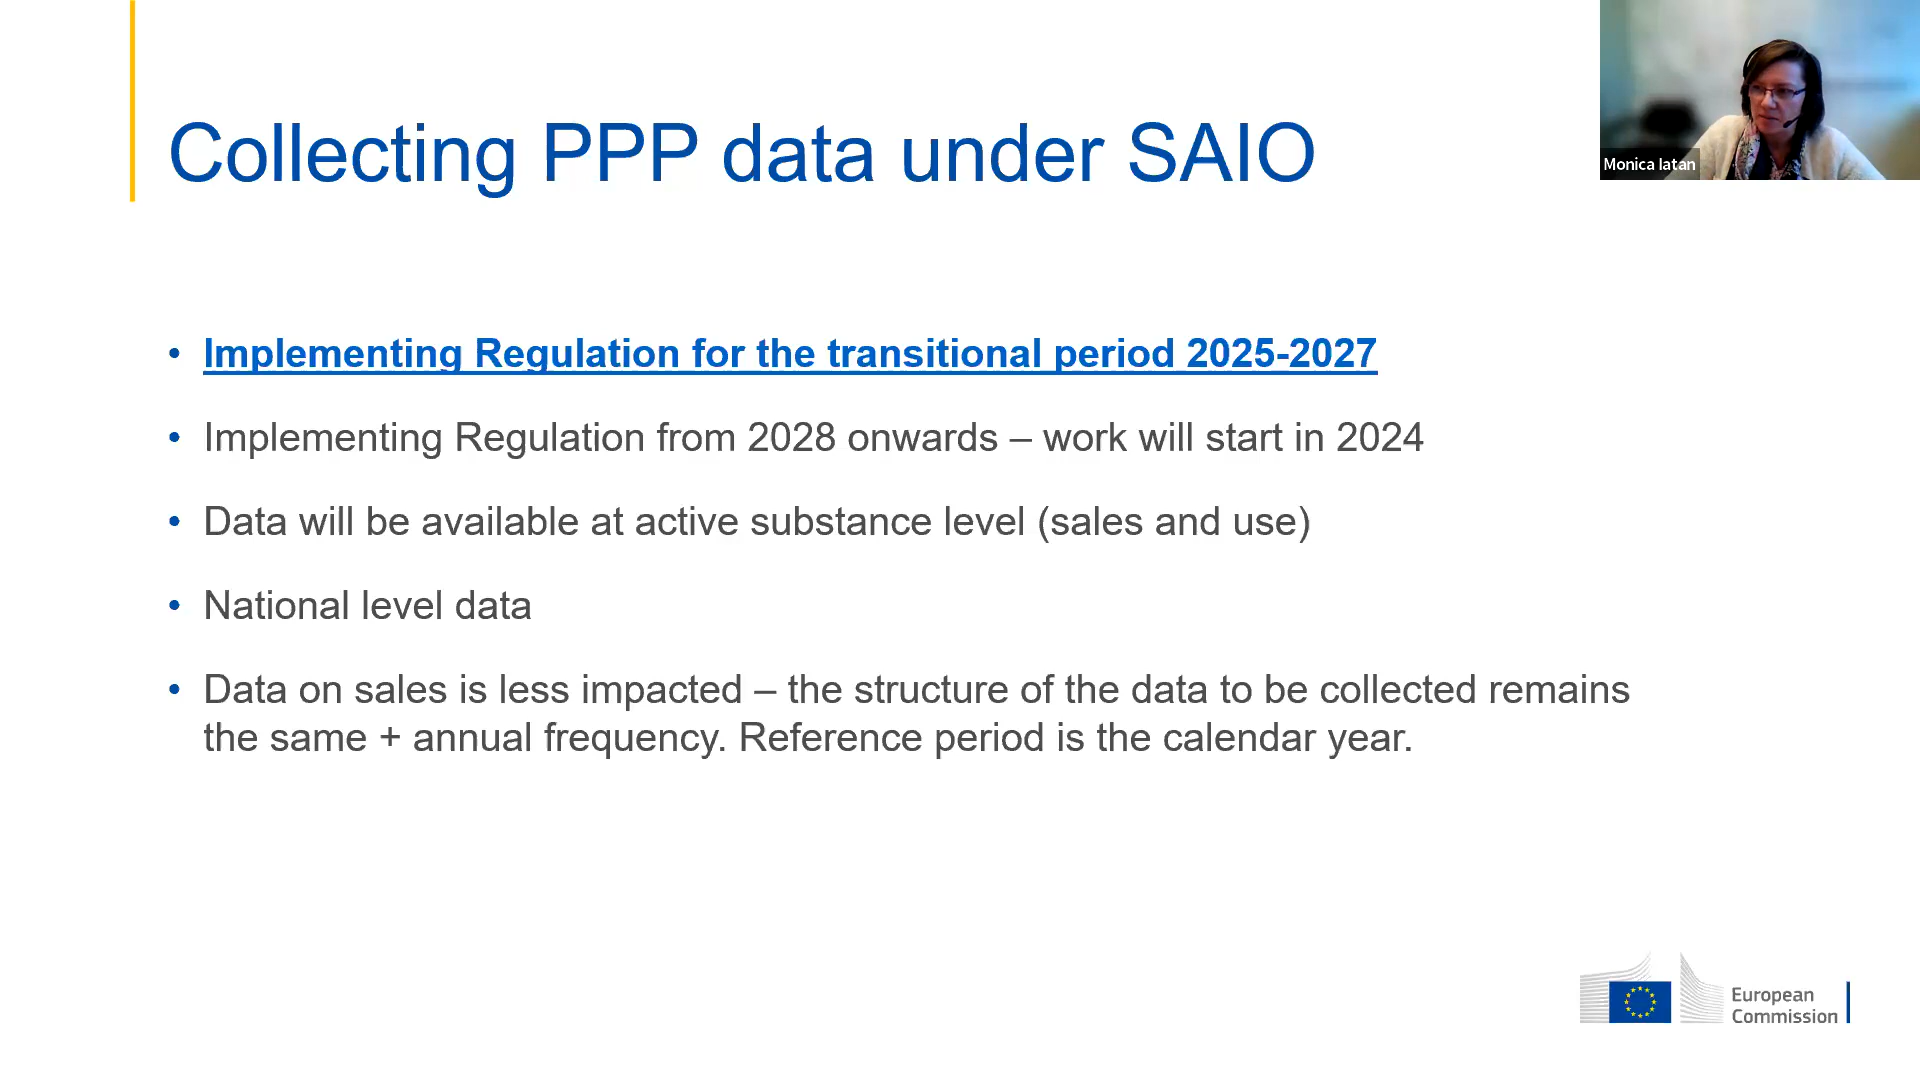 Monica Iatan
Collecting PPP data under SAIO
• Implementing Regulation for the transitional period 2025-2027
• Implementing Regulation from 2028 onwards – work will start in 2024
• Data will be available at active substance level (sales and use)
• National level data
• Data on sales is less impacted – the structure of the data to be collected remains
the same + annual frequency. Reference period is the calendar year.
European
Commission